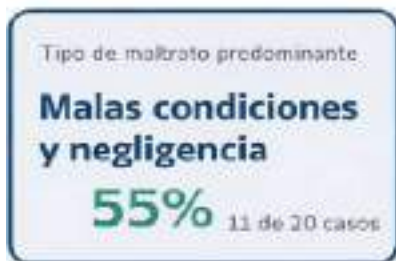 Tipo de maltrato predominante
Malas condiciones
y negligencia
55% 11 de 20 casos